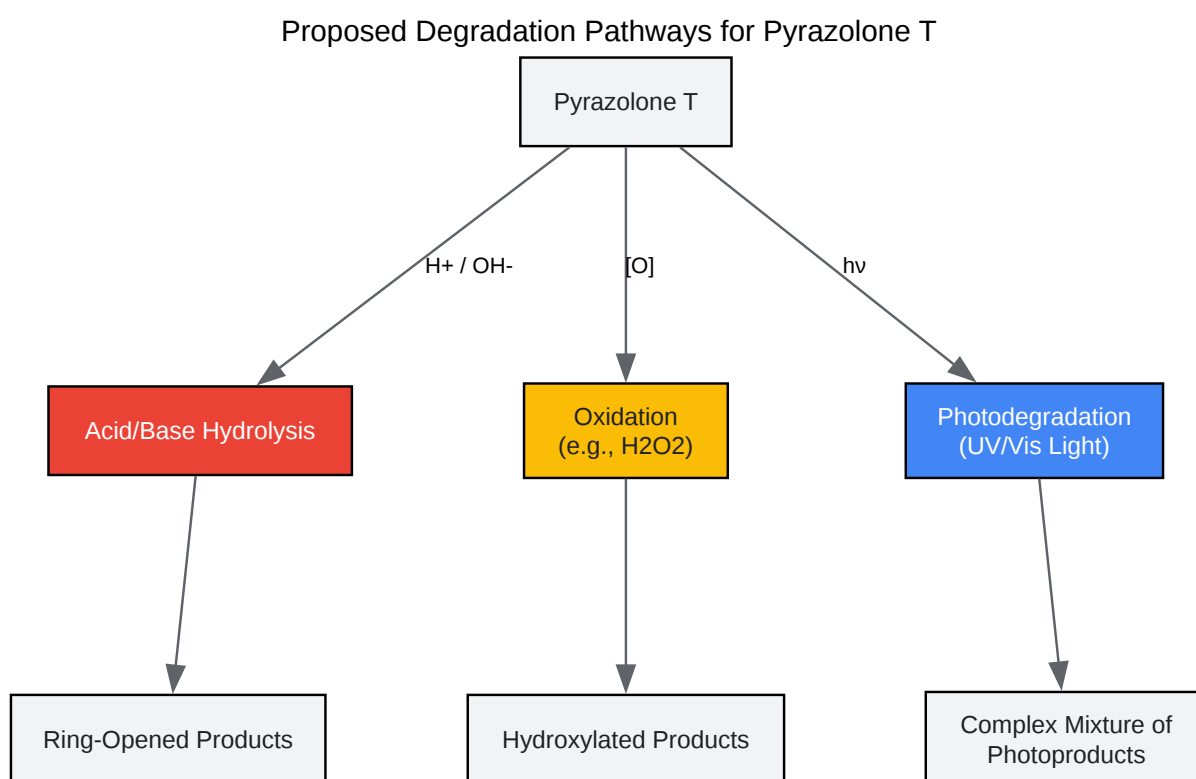 Proposed Degradation Pathways for Pyrazolone T
Pyrazolone T
H+ / OH-
[O]
hν
Acid/Base Hydrolysis
Oxidation
(e.g., H2O2)
Photodegradation
(UV/Vis Light)
Ring-Opened Products
Hydroxylated Products
Complex Mixture of
Photoproducts